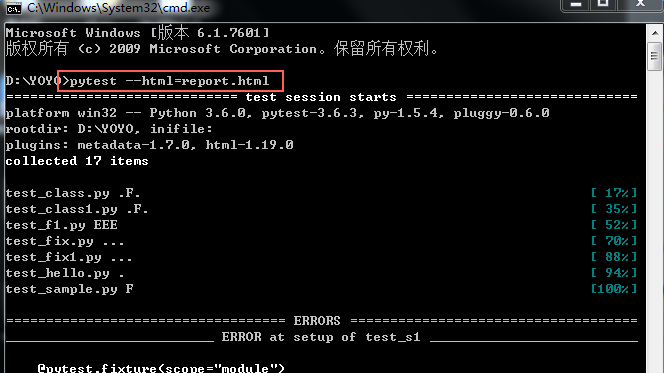 C:\Windows\System32\cmd.exe
Microsoft Windows [版本 6.1.7601]
版权所有 (c) 2009 Microsoft Corporation。保留所有权利。
D:\YOYO>pytest --html=report.html
============================= test session starts =============================
platform win32 -- Python 3.6.0, pytest-3.6.3, py-1.5.4, pluggy-0.6.0
rootdir: D:\YOYO, inifile:
plugins: metadata-1.7.0, html-1.19.0
collected 17 items
test_class.py .F. [ 17%]
test_class1.py .F. [ 35%]
test_f1.py EEE [ 52%]
test_fix.py ... [ 70%]
test_fix1.py ... [ 88%]
test_hello.py . [ 94%]
test_sample.py F [100%]
=================================== ERRORS ====================================
__________________________ ERROR at setup of test_s1 __________________________
@pytest.fixture(scope="module")